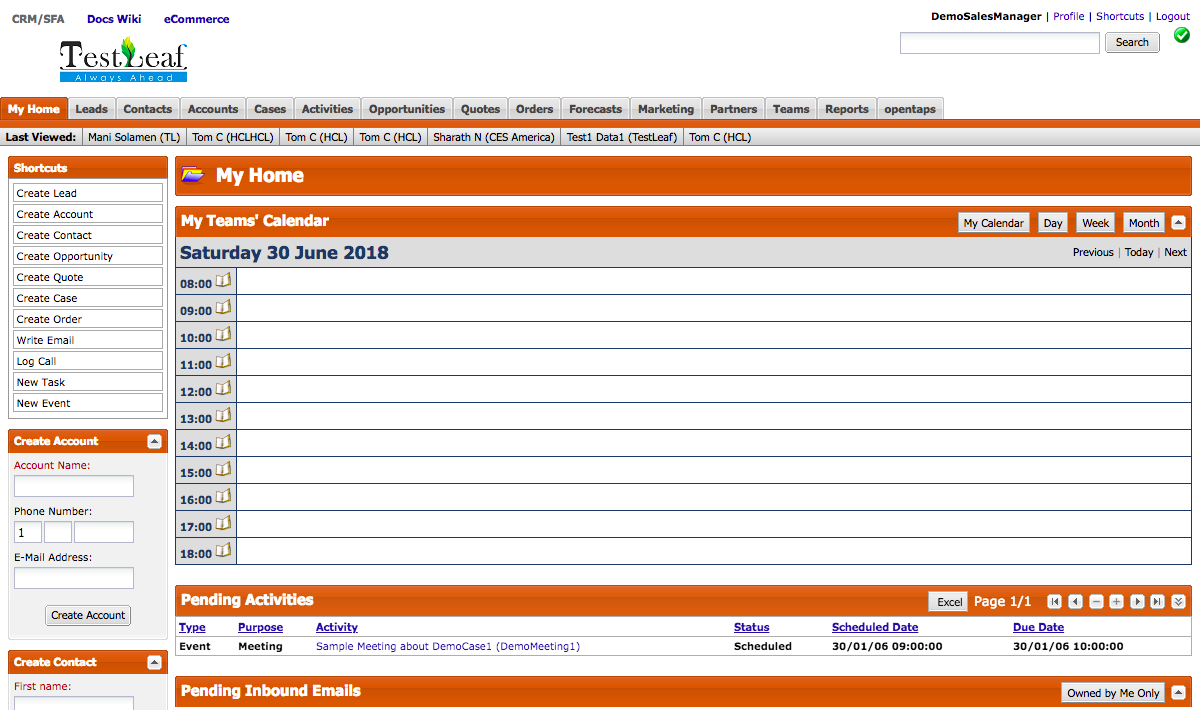 CRM/SFA Docs Wiki eCommerce
DemoSalesManager | Profile | Shortcuts | Logout
Search
TestLeaf
Always Ahead
My Home Leads Contacts Accounts Cases Activities Opportunities Quotes Orders Forecasts Marketing Partners Teams Reports opentaps
Last Viewed: Mani Solamen (TL) Tom C (HCLHCL) Tom C (HCL) Tom C (HCL) Sharath N (CES America) Test1 Data1 (TestLeaf) Tom C (HCL)
Shortcuts
Create Lead
Create Account
Create Contact
Create Opportunity
Create Quote
Create Case
Create Order
Write Email
Log Call
New Task
New Event
Create Account
Account Name:
Phone Number:
1
E-Mail Address:
Create Account
Create Contact
First name:
My Home
My Teams' Calendar
My Calendar Day Week Month
Saturday 30 June 2018
Previous | Today | Next
08:00
09:00
10:00
11:00
12:00
13:00
14:00
15:00
16:00
17:00
18:00
Pending Activities Excel Page 1/1
Type Purpose Activity Status Scheduled Date Due Date
Event Meeting Sample Meeting about DemoCase1 (DemoMeeting1) Scheduled 30/01/06 09:00:00 30/01/06 10:00:00
Pending Inbound Emails Owned by Me Only